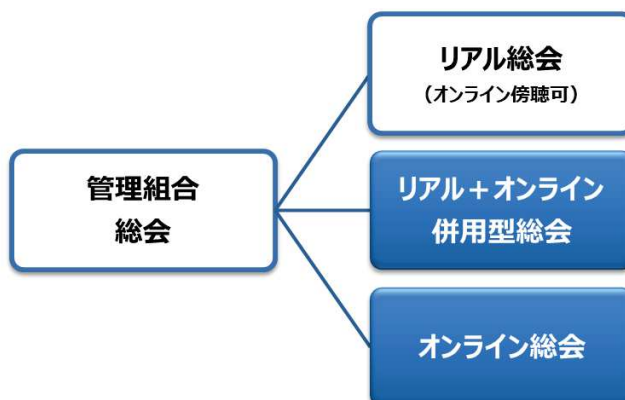 管理組合
総会
リアル総会
（オンライン傍聴可）
リアル＋オンライン
併用型総会
オンライン総会